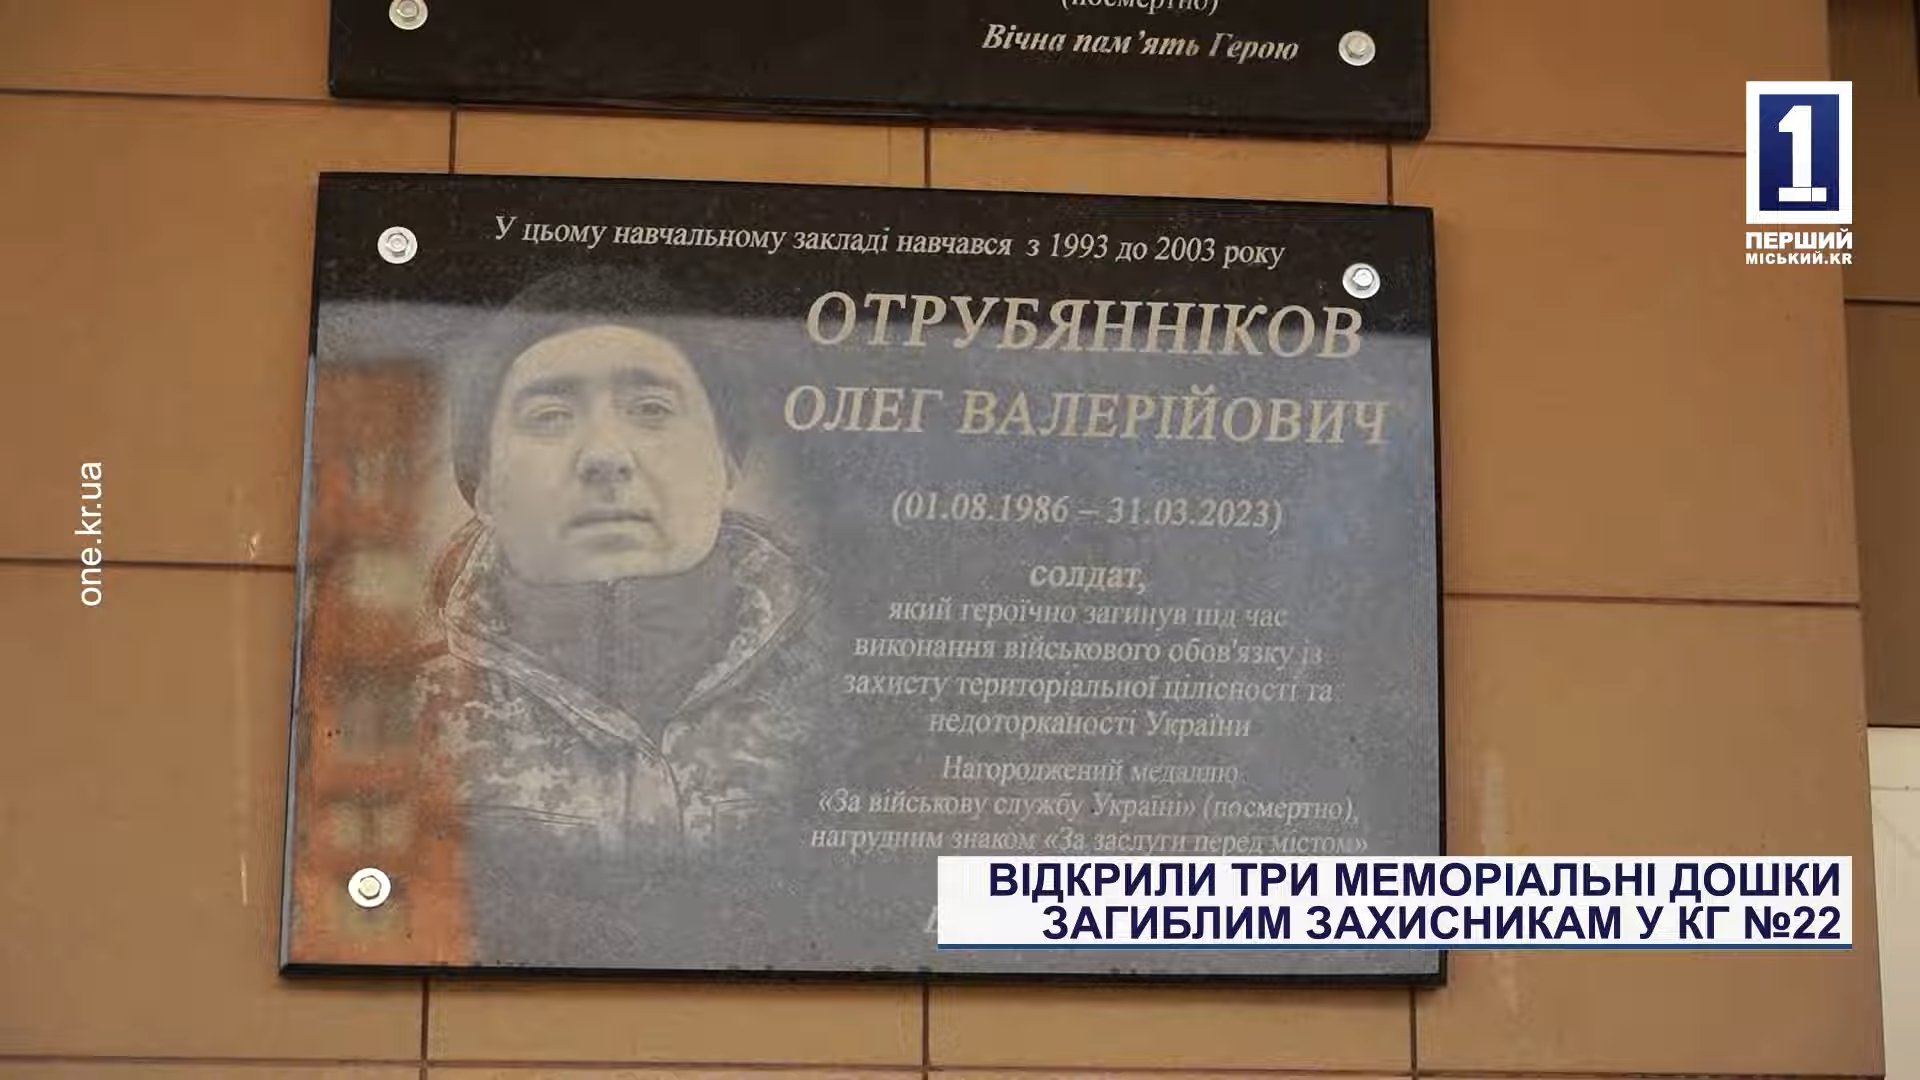 (посмертно)
Вічна пам’ять Герою
1
ПЕРШИЙ
МІСЬКИЙ.KR
У цьому навчальному закладі навчався з 1993 до 2003 року
ОТРУБЯННІКОВ
ОЛЕГ ВАЛЕРІЙОВИЧ
(01.08.1986 – 31.03.2023)
солдат,
який героїчно загинув під час
виконання військового обов'язку із
захисту територіальної цілісності та
недоторканості України
Нагороджений медаллю
«За військову службу Україні» (посмертно),
нагрудним знаком «За заслуги перед містом»
one.kr.ua
ВІДКРИЛИ ТРИ МЕМОРІАЛЬНІ ДОШКИ
ЗАГИБЛИМ ЗАХИСНИКАМ У КГ №22